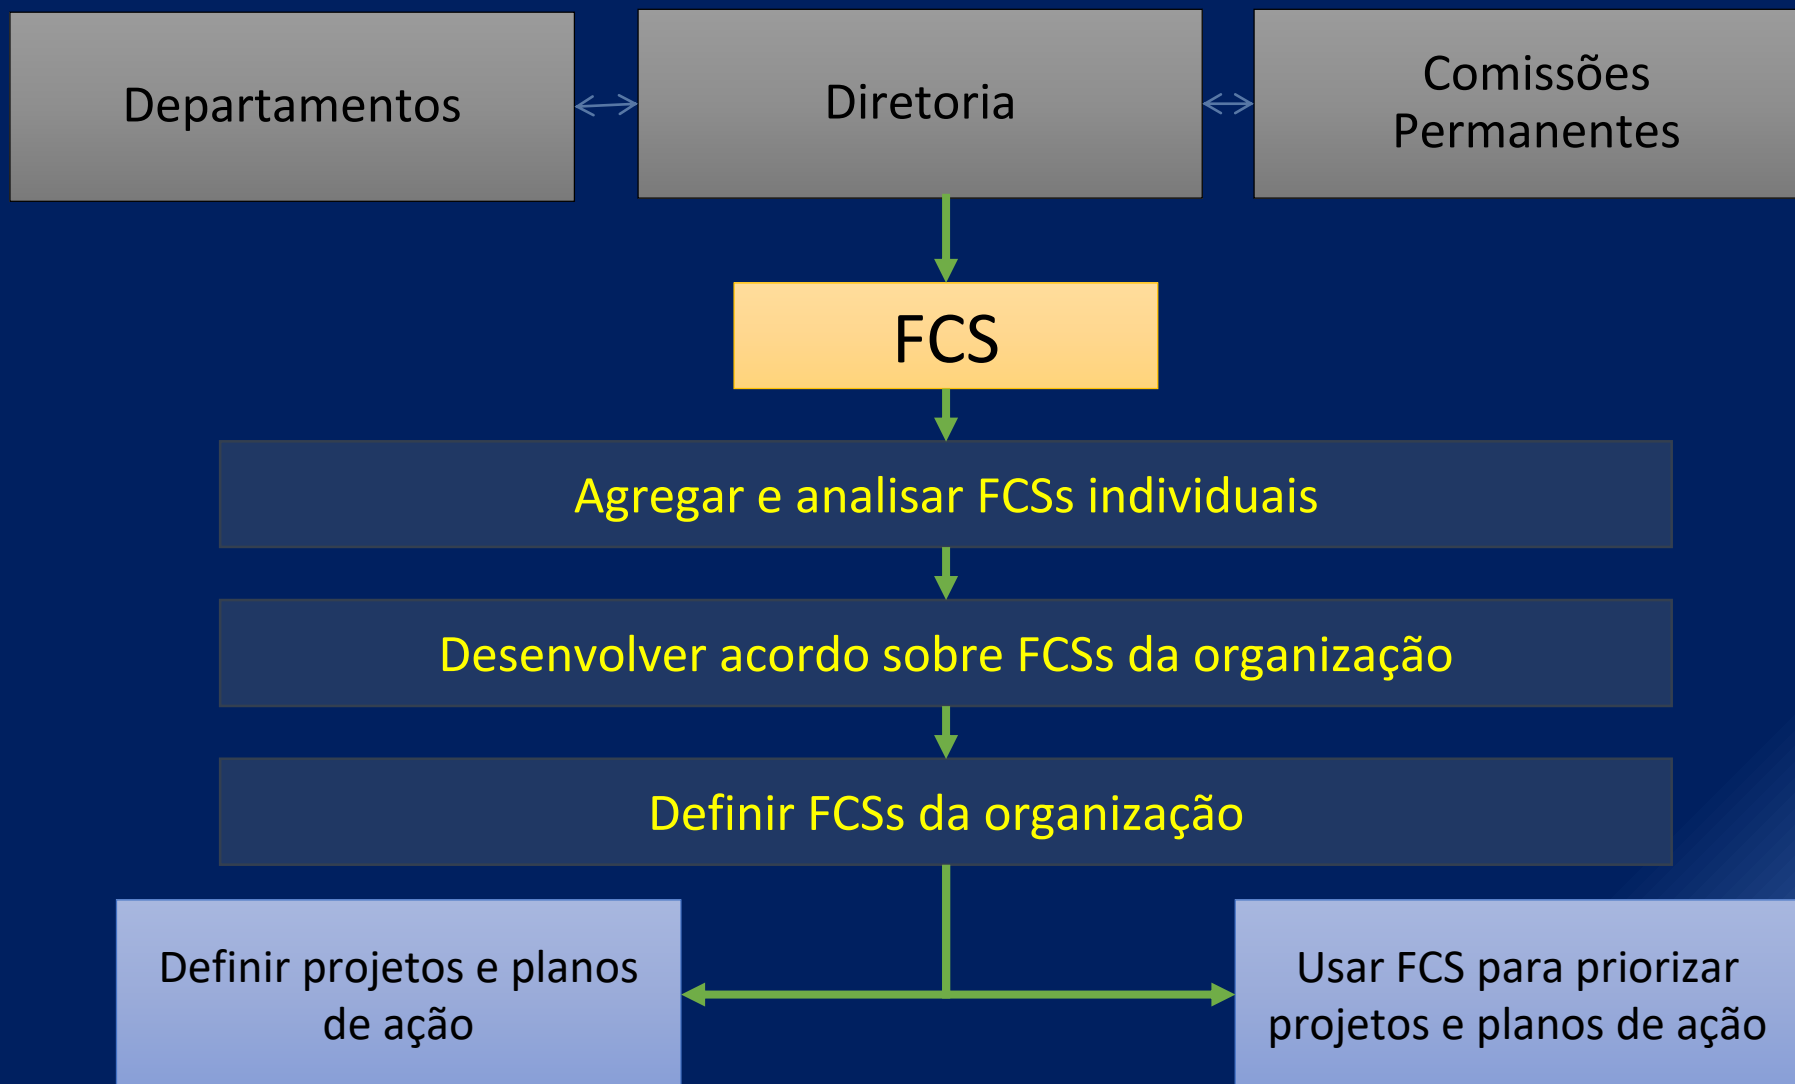 Departamentos
Diretoria
Comissões
Permanentes
FCS
Agregar e analisar FCSs individuais
Desenvolver acordo sobre FCSs da organização
Definir FCSs da organização
Definir projetos e planos
de ação
Usar FCS para priorizar
projetos e planos de ação